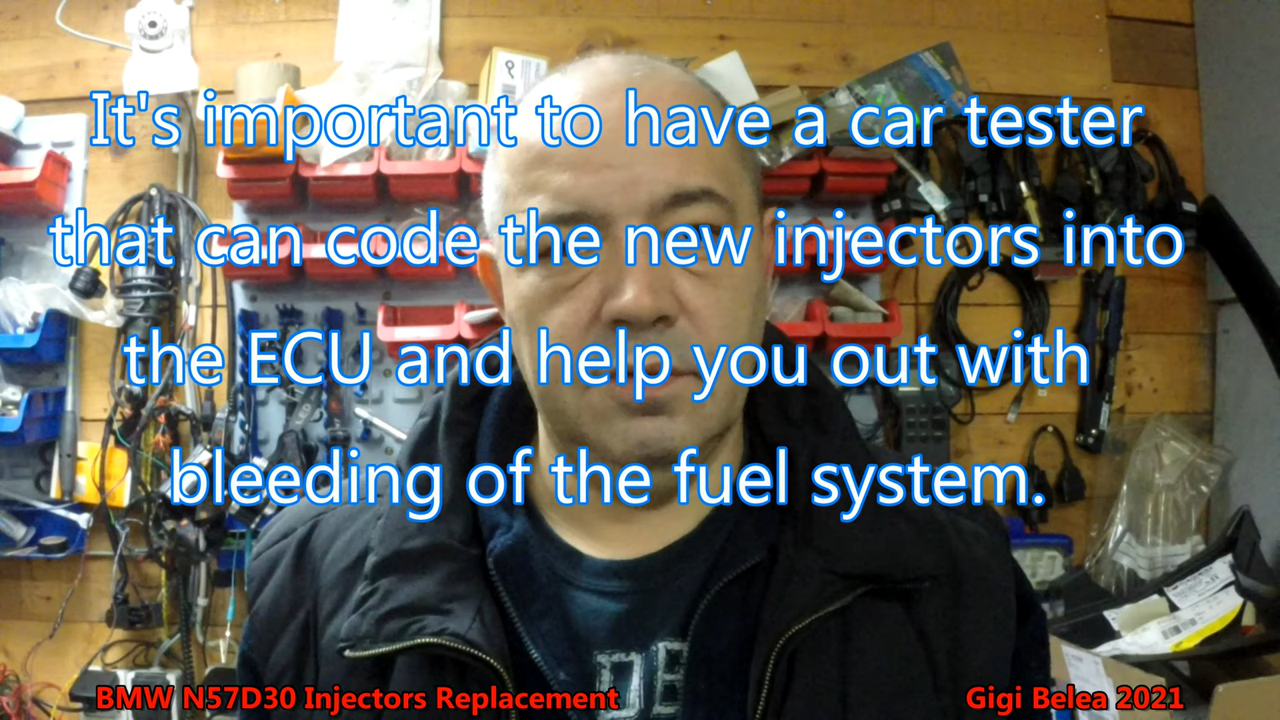 It's important to have a car tester
that can code the new injectors into
the ECU and help you out with
bleeding of the fuel system.
BMW N57D30 Injectors Replacement
Gigi Belea 2021